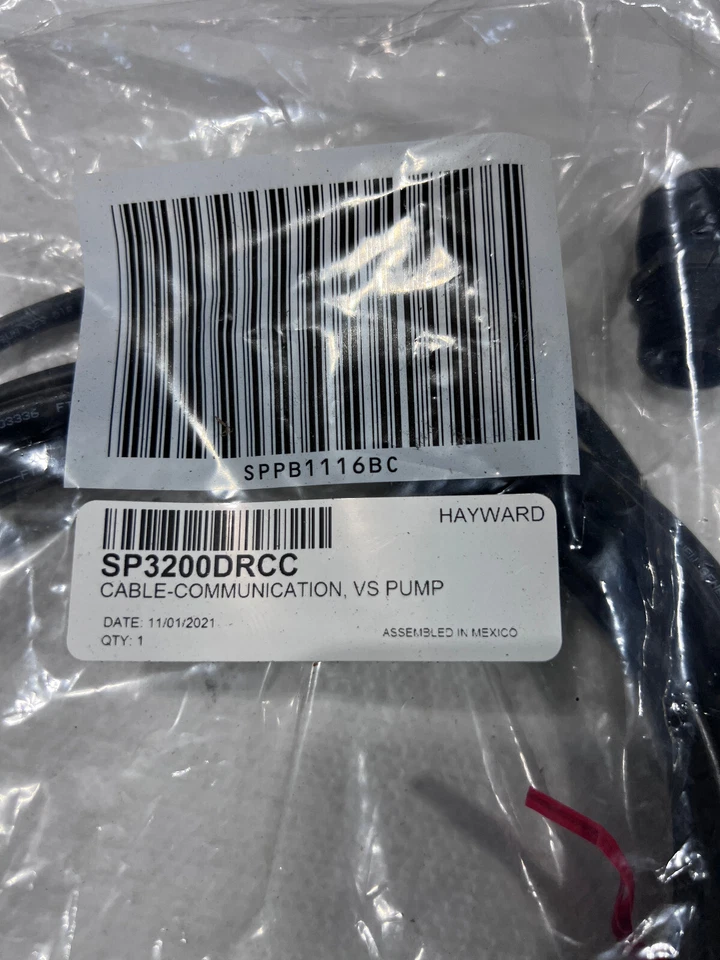 SPPB1116BC
HAYWARD
SP3200DRCC
CABLE-COMMUNICATION, VS PUMP
DATE: 11/01/2021
QTY: 1
ASSEMBLED IN MEXICO